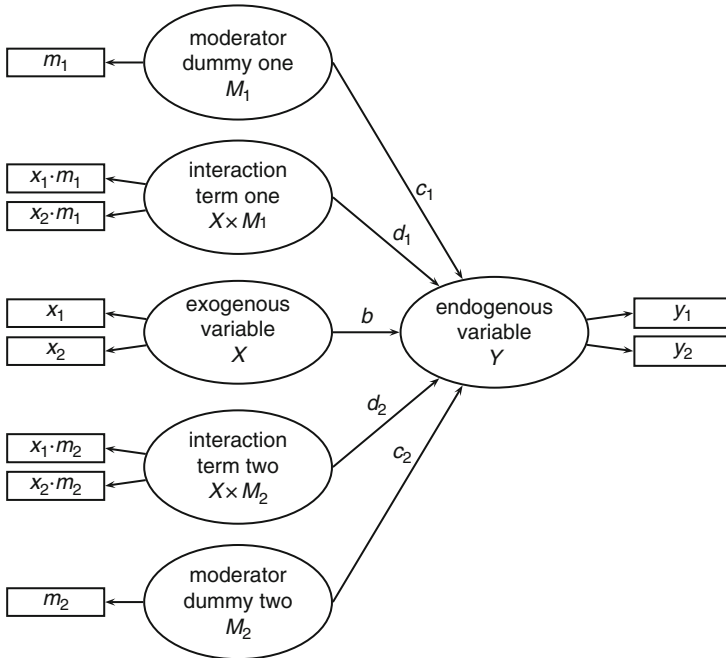 moderator
dummy one
M₁
m₁
c₁
interaction
term one
X × M₁
x₁·m₁
x₂·m₁
d₁
exogenous
variable
X
x₁
x₂
b
endogenous
variable
Y
y₁
y₂
d₂
interaction
term two
X × M₂
x₁·m₂
x₂·m₂
c₂
moderator
dummy two
M₂
m₂